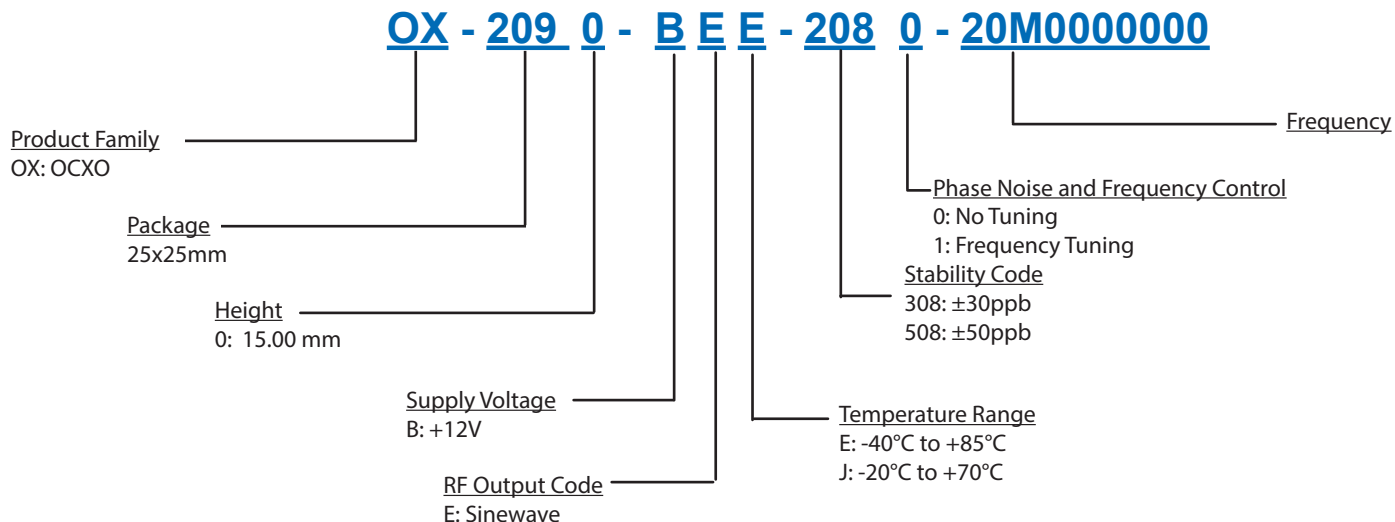 OX - 209 0 - B E E - 208 0 - 20M0000000
Frequency
Product Family
OX: OCXO
Phase Noise and Frequency Control
0: No Tuning
1: Frequency Tuning
Package
25x25mm
Stability Code
308: ±30ppb
508: ±50ppb
Height
0: 15.00 mm
Supply Voltage
B: +12V
Temperature Range
E: -40°C to +85°C
J: -20°C to +70°C
RF Output Code
E: Sinewave